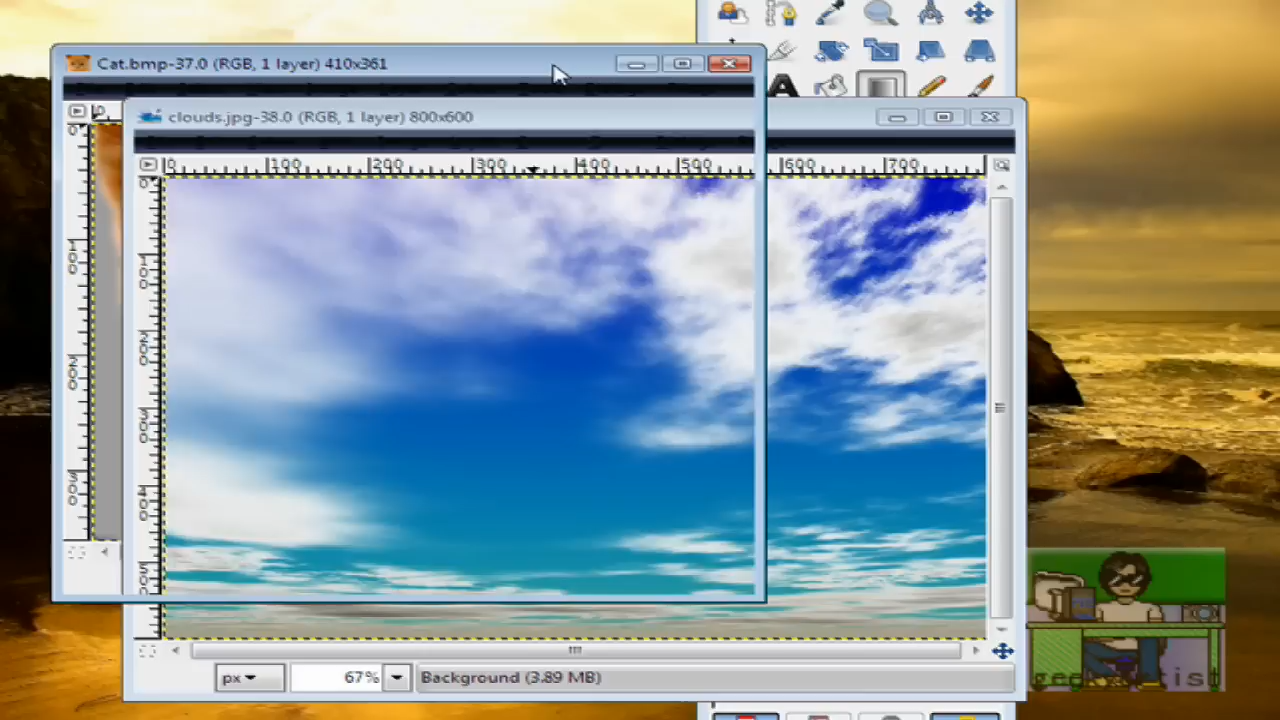 Cat.bmp-37.0 (RGB, 1 layer) 410x361
clouds.jpg-38.0 (RGB, 1 layer) 800x600
0 100 200 300 400 500 600 700
px 67% Background (3.89 MB)